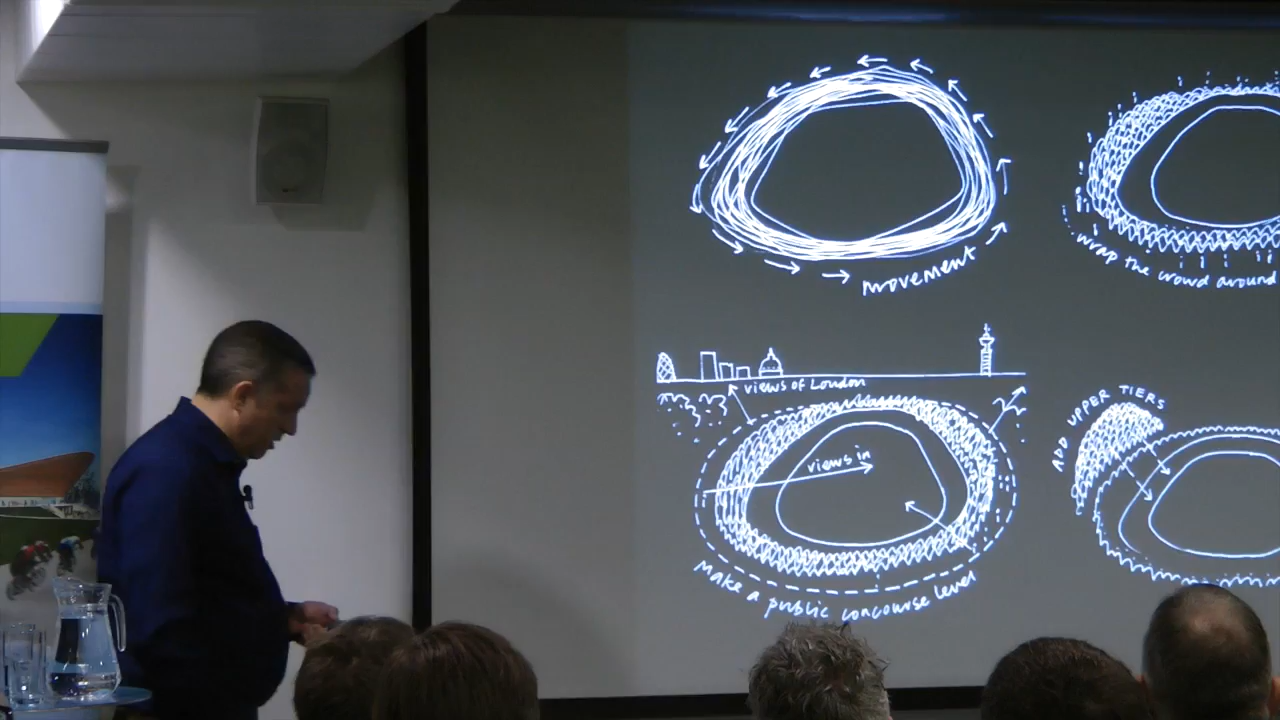 movement
wrap the crowd around
views of London
views in
Make a public concourse level
ADD UPPER TIERS